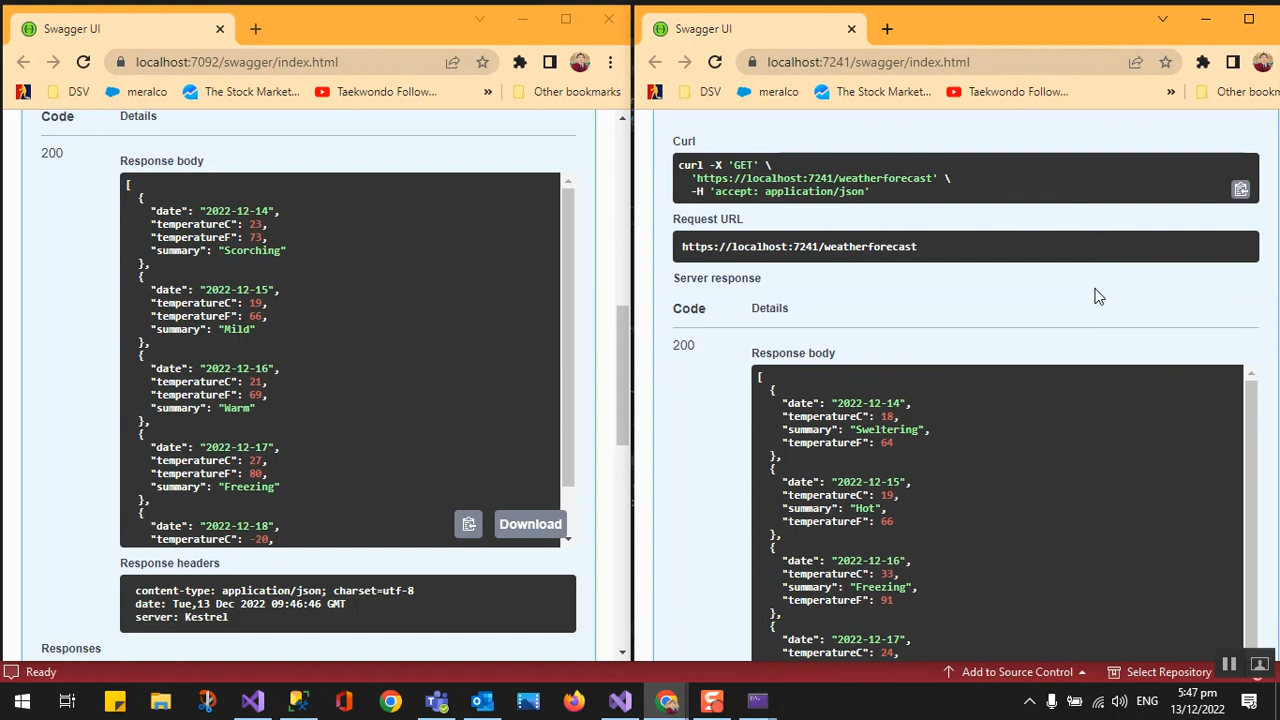 Swagger UI
localhost:7092/swagger/index.html
DSV
meralco
The Stock Market...
Taekwondo Follow...
»
Other bookmarks
Code
Details
200
Response body
[
{
"date": "2022-12-14",
"temperatureC": 23,
"temperatureF": 73,
"summary": "Scorching"
},
{
"date": "2022-12-15",
"temperatureC": 19,
"temperatureF": 66,
"summary": "Mild"
},
{
"date": "2022-12-16",
"temperatureC": 21,
"temperatureF": 69,
"summary": "Warm"
},
{
"date": "2022-12-17",
"temperatureC": 27,
"temperatureF": 80,
"summary": "Freezing"
},
{
"date": "2022-12-18",
"temperatureC": -20,
Download
Response headers
content-type: application/json; charset=utf-8
date: Tue,13 Dec 2022 09:46:46 GMT
server: Kestrel
Responses
Swagger UI
localhost:7241/swagger/index.html
DSV
meralco
The Stock Market...
Taekwondo Follow...
»
Other bookm
Curl
curl -X 'GET' \
'https://localhost:7241/weatherforecast' \
-H 'accept: application/json'
Request URL
https://localhost:7241/weatherforecast
Server response
Code
Details
200
Response body
[
{
"date": "2022-12-14",
"temperatureC": 18,
"summary": "Sweltering",
"temperatureF": 64
},
{
"date": "2022-12-15",
"temperatureC": 19,
"summary": "Hot",
"temperatureF": 66
},
{
"date": "2022-12-16",
"temperatureC": 33,
"summary": "Freezing",
"temperatureF": 91
},
{
"date": "2022-12-17",
"temperatureC": 24,
Ready
Add to Source Control
Select Repository
ENG
5:47 pm
13/12/2022